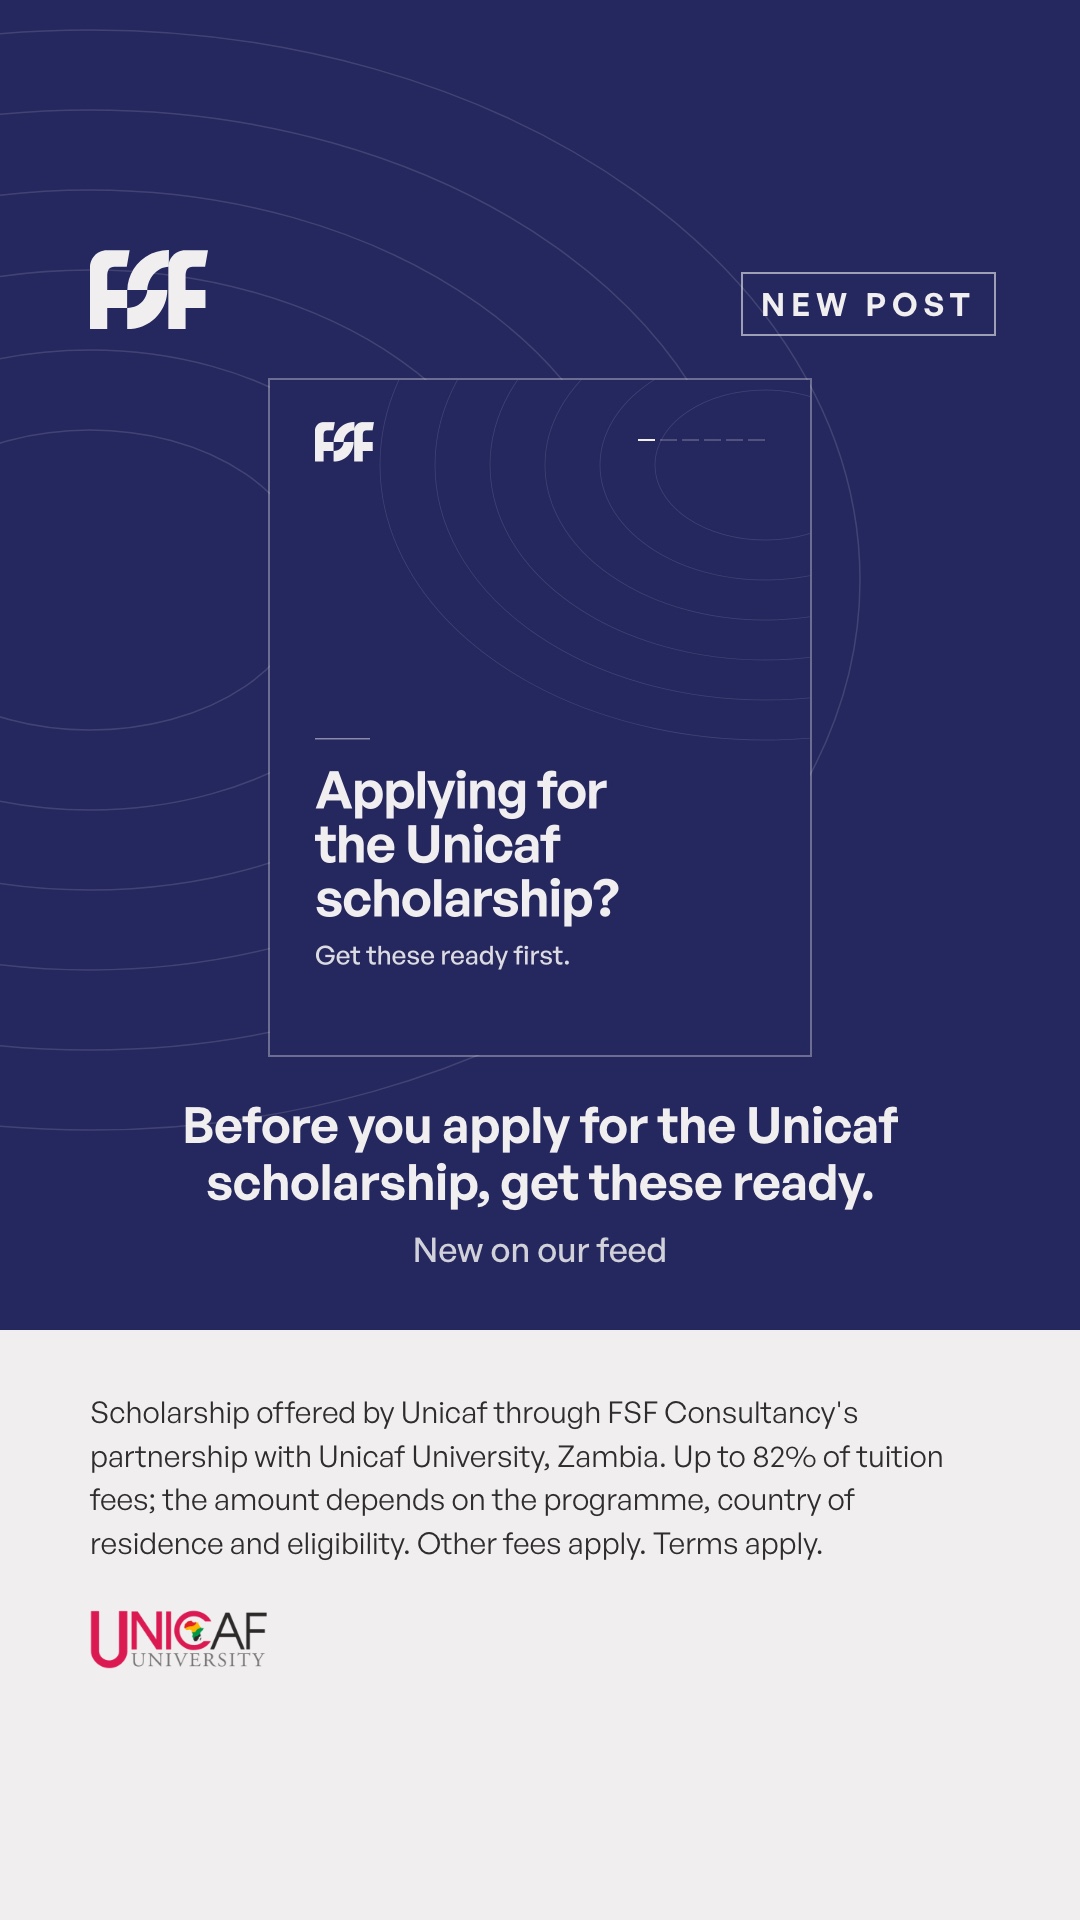 FSF
NEW POST
FSF
Applying for
the Unicaf
scholarship?
Get these ready first.
Before you apply for the Unicaf
scholarship, get these ready.
New on our feed
Scholarship offered by Unicaf through FSF Consultancy's
partnership with Unicaf University, Zambia. Up to 82% of tuition
fees; the amount depends on the programme, country of
residence and eligibility. Other fees apply. Terms apply.
UNICAF
UNIVERSITY